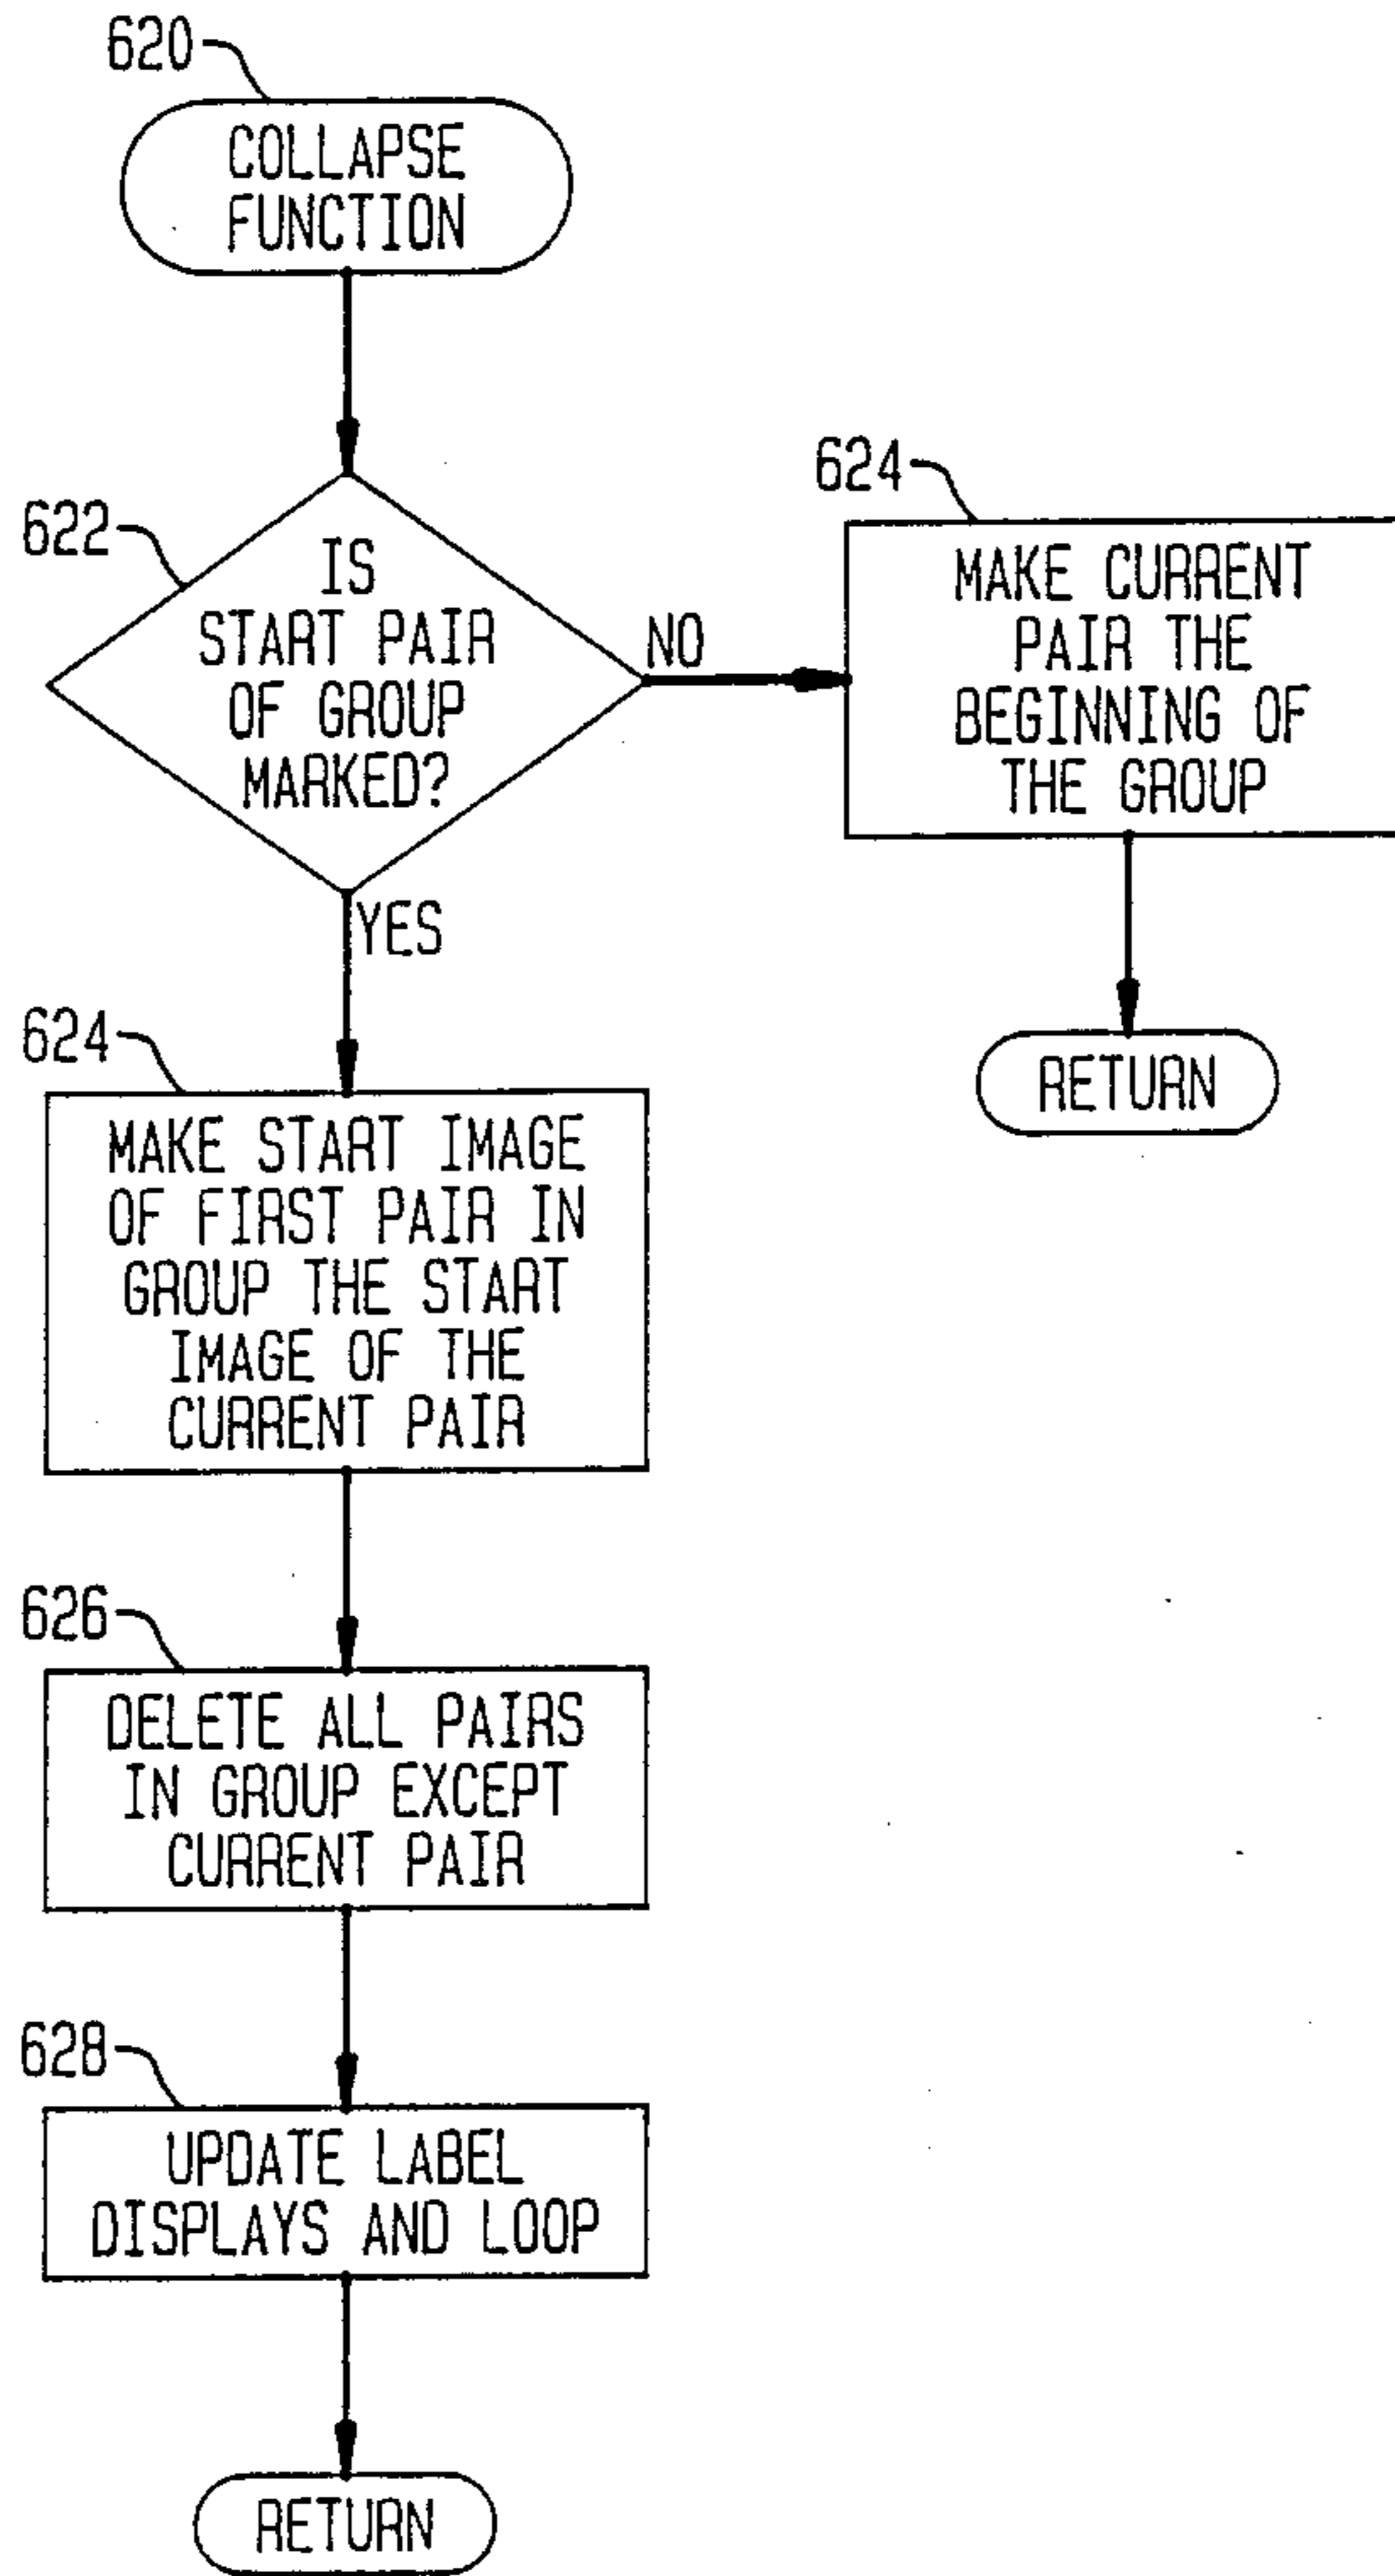 620
COLLAPSE
FUNCTION
622
IS
START PAIR
OF GROUP
MARKED?
NO
624
MAKE CURRENT
PAIR THE
BEGINNING OF
THE GROUP
RETURN
YES
624
MAKE START IMAGE
OF FIRST PAIR IN
GROUP THE START
IMAGE OF THE
CURRENT PAIR
626
DELETE ALL PAIRS
IN GROUP EXCEPT
CURRENT PAIR
628
UPDATE LABEL
DISPLAYS AND LOOP
RETURN